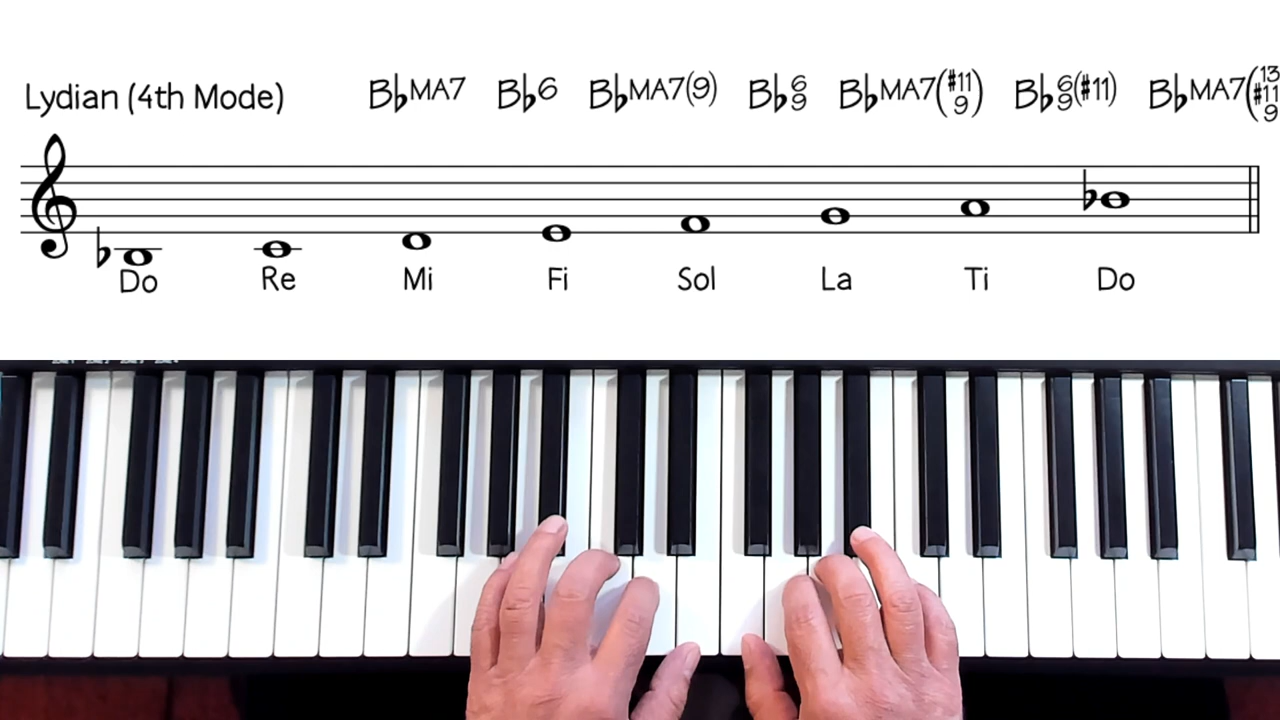 Lydian (4th Mode) B♭MA7 B♭6 B♭MA7(9) B♭6/9 B♭MA7(♯11/9) B♭6/9(♯11) B♭MA7(13/♯11/9
Do Re Mi Fi Sol La Ti Do